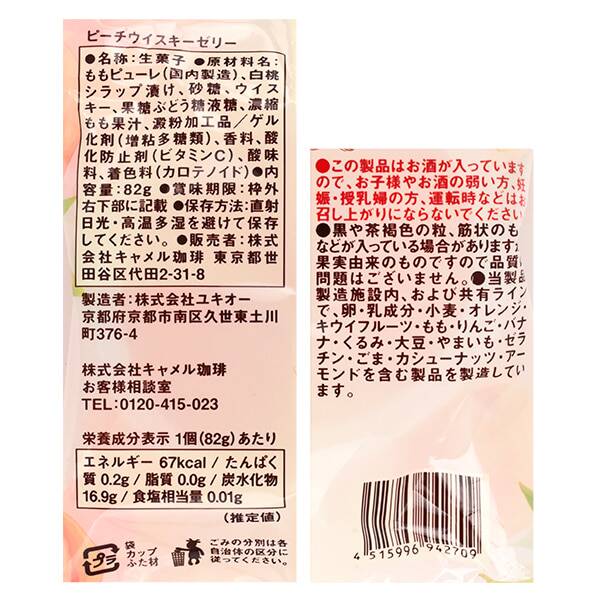 ピーチウイスキーゼリー
●名称:生菓子 ●原材料名:
ももピューレ(国内製造)、白桃
シラップ漬け、砂糖、ウイス
キー、果糖ぶどう糖液糖、濃縮
もも果汁、澱粉加工品/ゲル
化剤(増粘多糖類)、香料、酸
化防止剤(ビタミンC)、酸味
料、着色料(カロテノイド)●内
容量:82g ●賞味期限:枠外
右下部に記載 ●保存方法:直射
日光・高温多湿を避けて保存
してください。●販売者:株式
会社キャメル珈琲 東京都世
田谷区代田2-31-8
製造者:株式会社ユキオー
京都府京都市南区久世東土川
町376-4
株式会社キャメル珈琲
お客様相談室
TEL:0120-415-023
栄養成分表示 1個(82g)あたり
エネルギー 67kcal/たんぱく
質 0.2g/脂質 0.0g/炭水化物
16.9g/食塩相当量 0.01g
(推定値)
プラ
袋
カップ
ふた材
ごみの分別は各
自治体の区分に
従ってください。
●この製品はお酒が入っています
ので、お子様やお酒の弱い方、妊
娠・授乳婦の方、運転時などはお
召し上がりにならないでください
●黒や茶褐色の粒、筋状のも
などが入っている場合がありますが
果実由来のものですので品質
問題はございません。●当製品
製造施設内、および共有ライン
で、卵・乳成分・小麦・オレンジ・
キウイフルーツ・もも・りんご・バナ
ナ・くるみ・大豆・やまいも・ゼラ
チン・ごま・カシューナッツ・アー
モンドを含む製品を製造してい
ます。
4 515996 942709